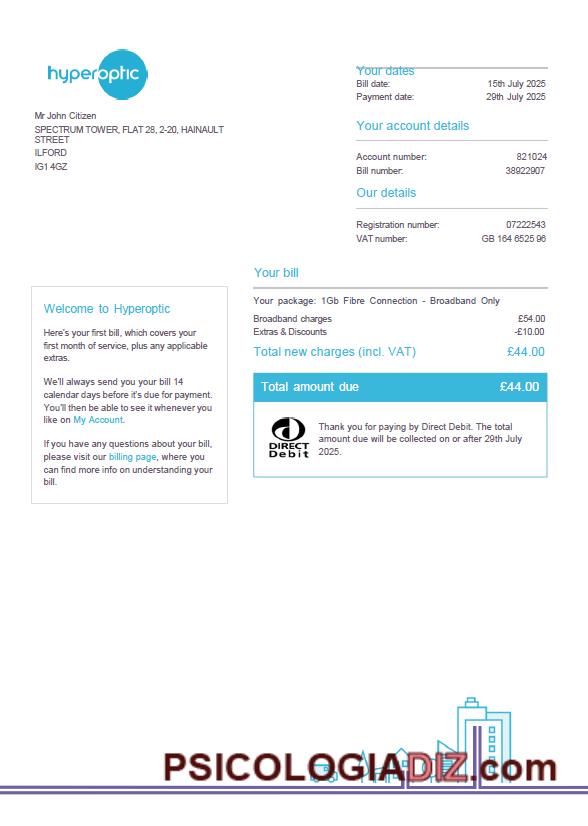 hyperoptic
Your dates
Bill date: 15th July 2025
Payment date: 29th July 2025
Mr John Citizen
SPECTRUM TOWER, FLAT 28, 2-20, HAINAULT
STREET
ILFORD
IG1 4GZ
Your account details
Account number: 821024
Bill number: 38922907
Our details
Registration number: 07222543
VAT number: GB 164 6525 96
Your bill
Your package: 1Gb Fibre Connection - Broadband Only
Broadband charges £54.00
Extras & Discounts -£10.00
Total new charges (incl. VAT) £44.00
Total amount due £44.00
DIRECT
Debit
Thank you for paying by Direct Debit. The total
amount due will be collected on or after 29th July
2025.
Welcome to Hyperoptic
Here's your first bill, which covers your
first month of service, plus any applicable
extras.
We'll always send you your bill 14
calendar days before it's due for payment.
You'll then be able to see it whenever you
like on My Account.
If you have any questions about your bill,
please visit our billing page, where you
can find more info on understanding your
bill.
PSICOLOGIADIZ.com